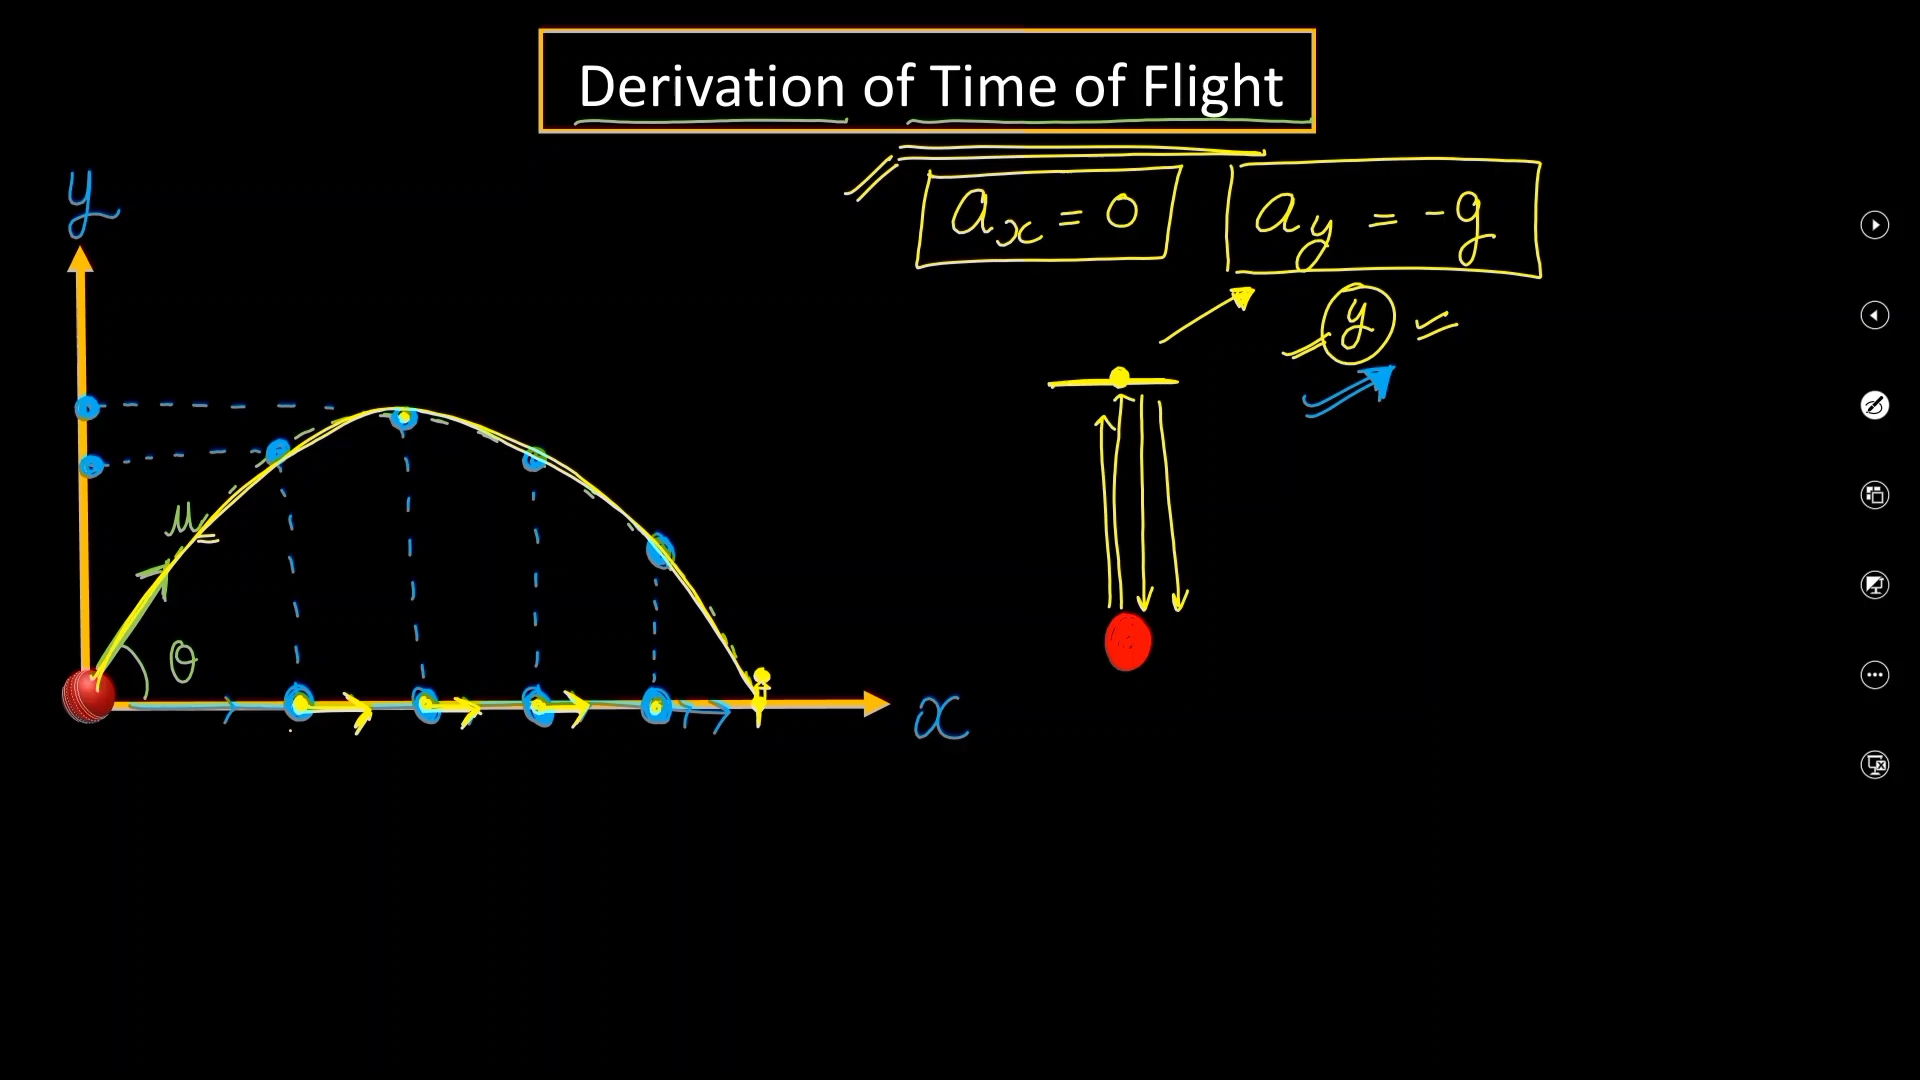 Derivation of Time of Flight
y
aₓ = 0
a_y = -g
y
u
θ
x